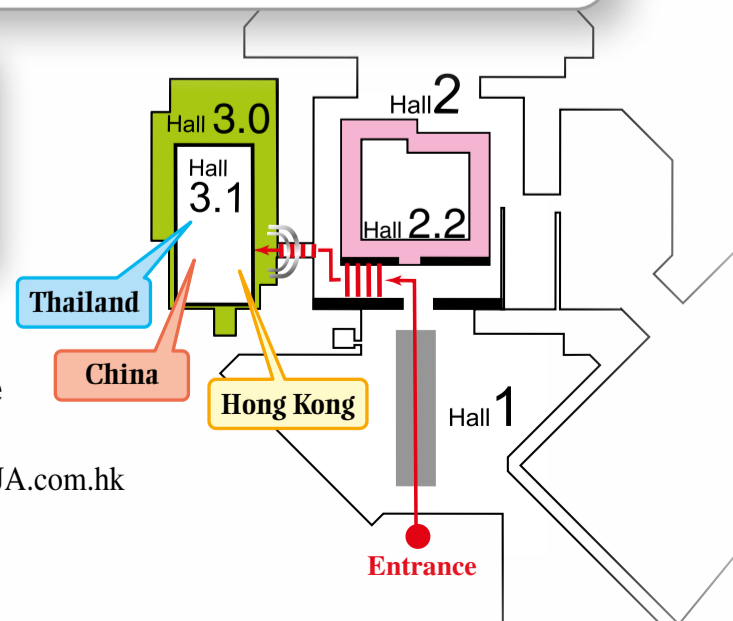 Hall 2
Hall 3.0
Hall
3.1
Hall 2.2
Thailand
China
Hong Kong
Hall 1
e
JA.com.hk
Entrance